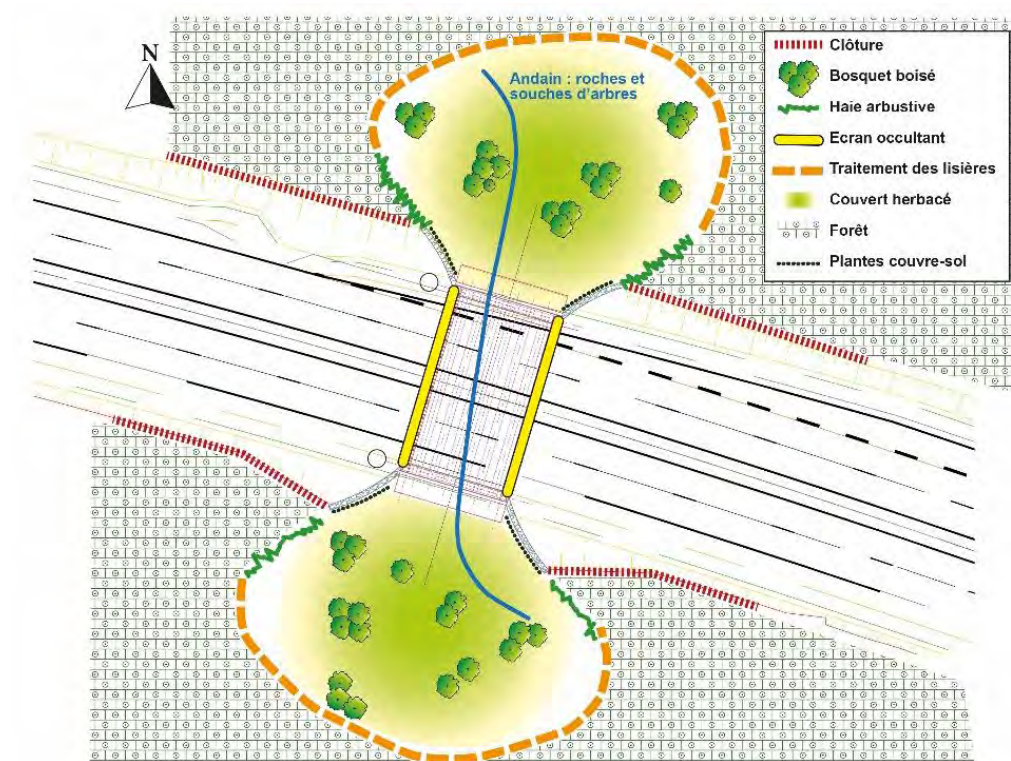 N
Andain : roches et
souches d'arbres
Clôture
Bosquet boisé
Haie arbustive
Ecran occultant
Traitement des lisières
Couvert herbacé
Forêt
Plantes couvre-sol